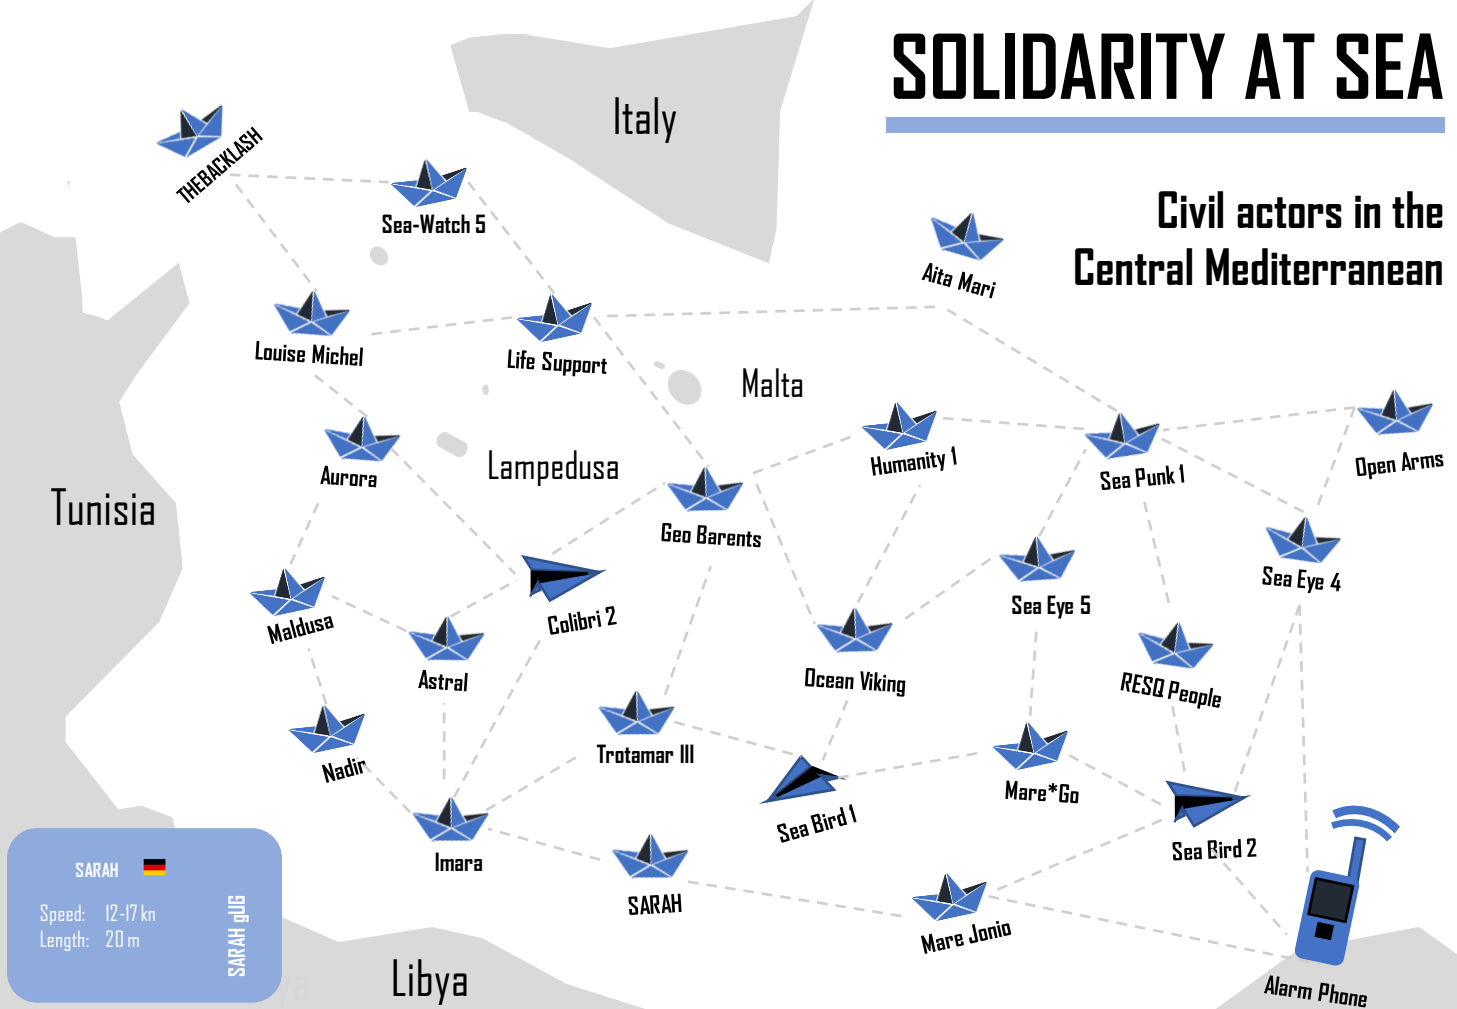 SOLIDARITY AT SEA
Italy
THEBACKLASH
Sea-Watch 5
Civil actors in the
Central Mediterranean
Aita Mari
Louise Michel
Life Support
Malta
Humanity 1
Aurora
Lampedusa
Sea Punk 1
Open Arms
Tunisia
Geo Barents
Sea Eye 4
Maldusa
Colibri 2
Sea Eye 5
Astral
Ocean Viking
RESQ People
Nadir
Trotamar III
Mare*Go
Sea Bird 1
Sea Bird 2
Imara
SARAH
Mare Jonio
Alarm Phone
Libya
SARAH
Speed: 12-17 kn
Length: 20 m
SARAH gUG